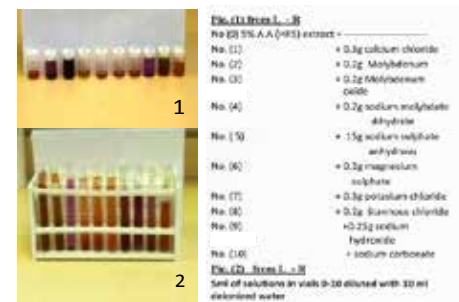 1
2
Pic. (1) from L. - R
No (0) 5% A.A (HRS) extract =
No. (1) + 0.3g calcium chloride
No. (2) + 0.2g Molybdenum
No. (3) + 0.2g Molybdenum
oxide
No. (4) + 0.2g sodium molybdate
dihydrate
No. (5) + .15g sodium sulphate
anhydrous
No. (6) + 0.3g magnesium
sulphate
No. (7) + 0.3g potassium chloride
No. (8) + 0.2g Stannous chloride
No. (9) +0.25g sodium
hydroxide
No. (10) + sodium carbonate
Pic. (2) from L. - R
5ml of solutions in vials 0-10 diluted with 10 ml
deionized water